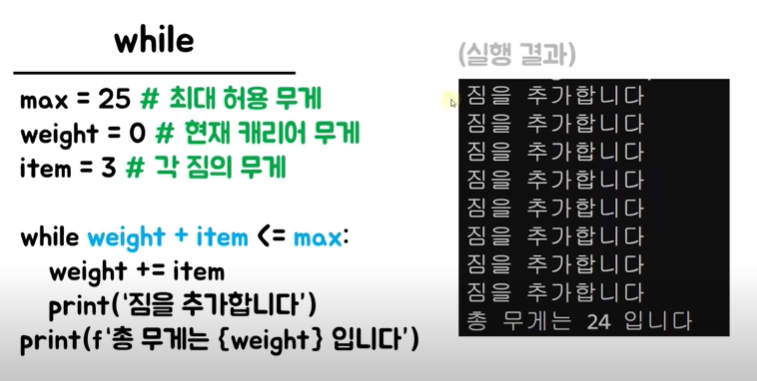 while
max = 25 # 최대 허용 무게
weight = 0 # 현재 캐리어 무게
item = 3 # 각 짐의 무게
while weight + item <= max:
weight += item
print('짐을 추가합니다')
print(f'총 무게는 {weight} 입니다')
(실행 결과)
짐을 추가합니다
짐을 추가합니다
짐을 추가합니다
짐을 추가합니다
짐을 추가합니다
짐을 추가합니다
짐을 추가합니다
짐을 추가합니다
총 무게는 24 입니다